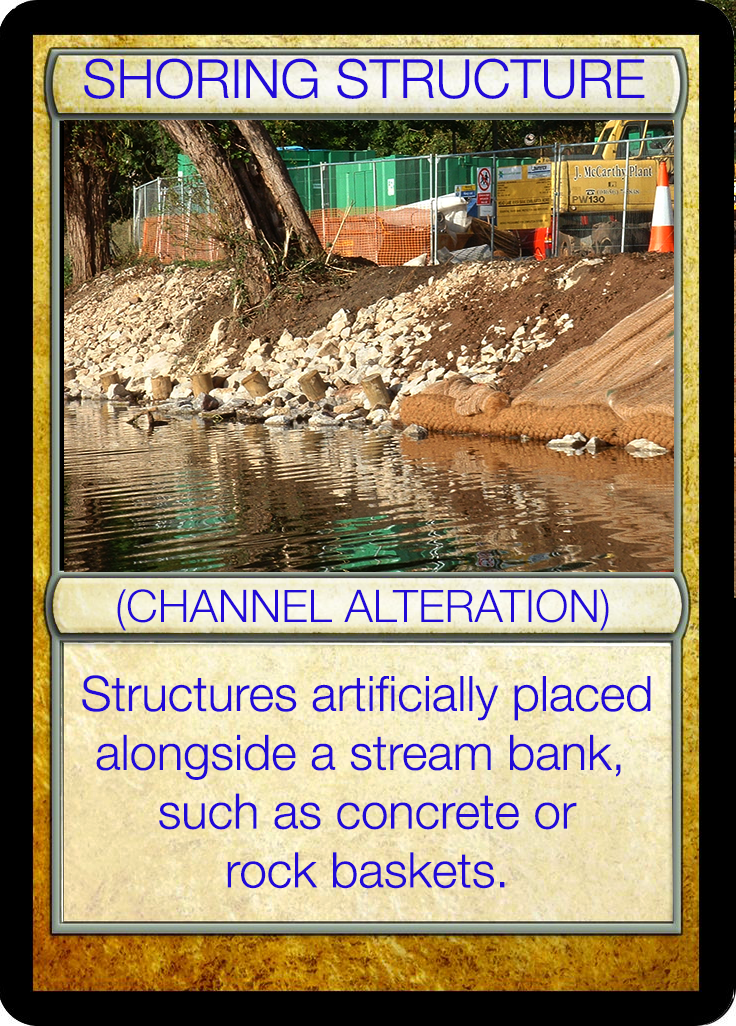 SHORING STRUCTURE
J. McCarthy Plant
PW130
(CHANNEL ALTERATION)
Structures artificially placed
alongside a stream bank,
such as concrete or
rock baskets.